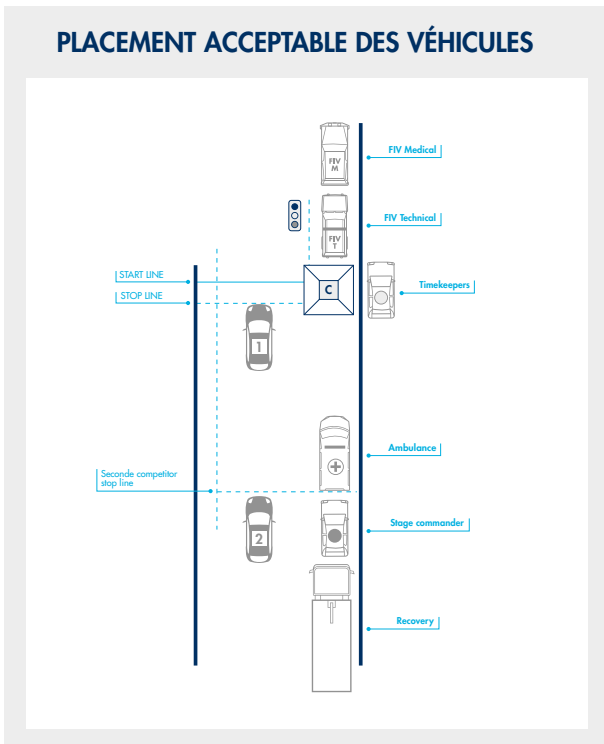 PLACEMENT ACCEPTABLE DES VÉHICULES
FIV Medical
FIV
M
FIV Technical
FIV
T
START LINE
C
Timekeepers
STOP LINE
1
Ambulance
Seconde competitor
stop line
Stage commander
2
Recovery